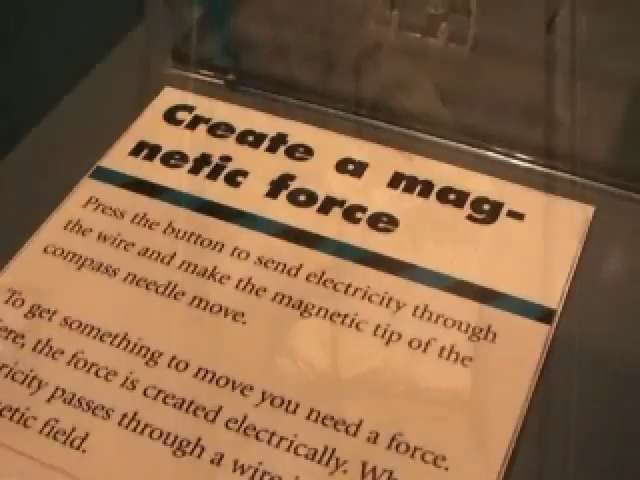 Create a mag-
netic force
Press the button to send electricity through
the wire and make the magnetic tip of the
compass needle move.
To get something to move you need a force.
ere, the force is created electrically. Wh
ricity passes through a wire
etic field.